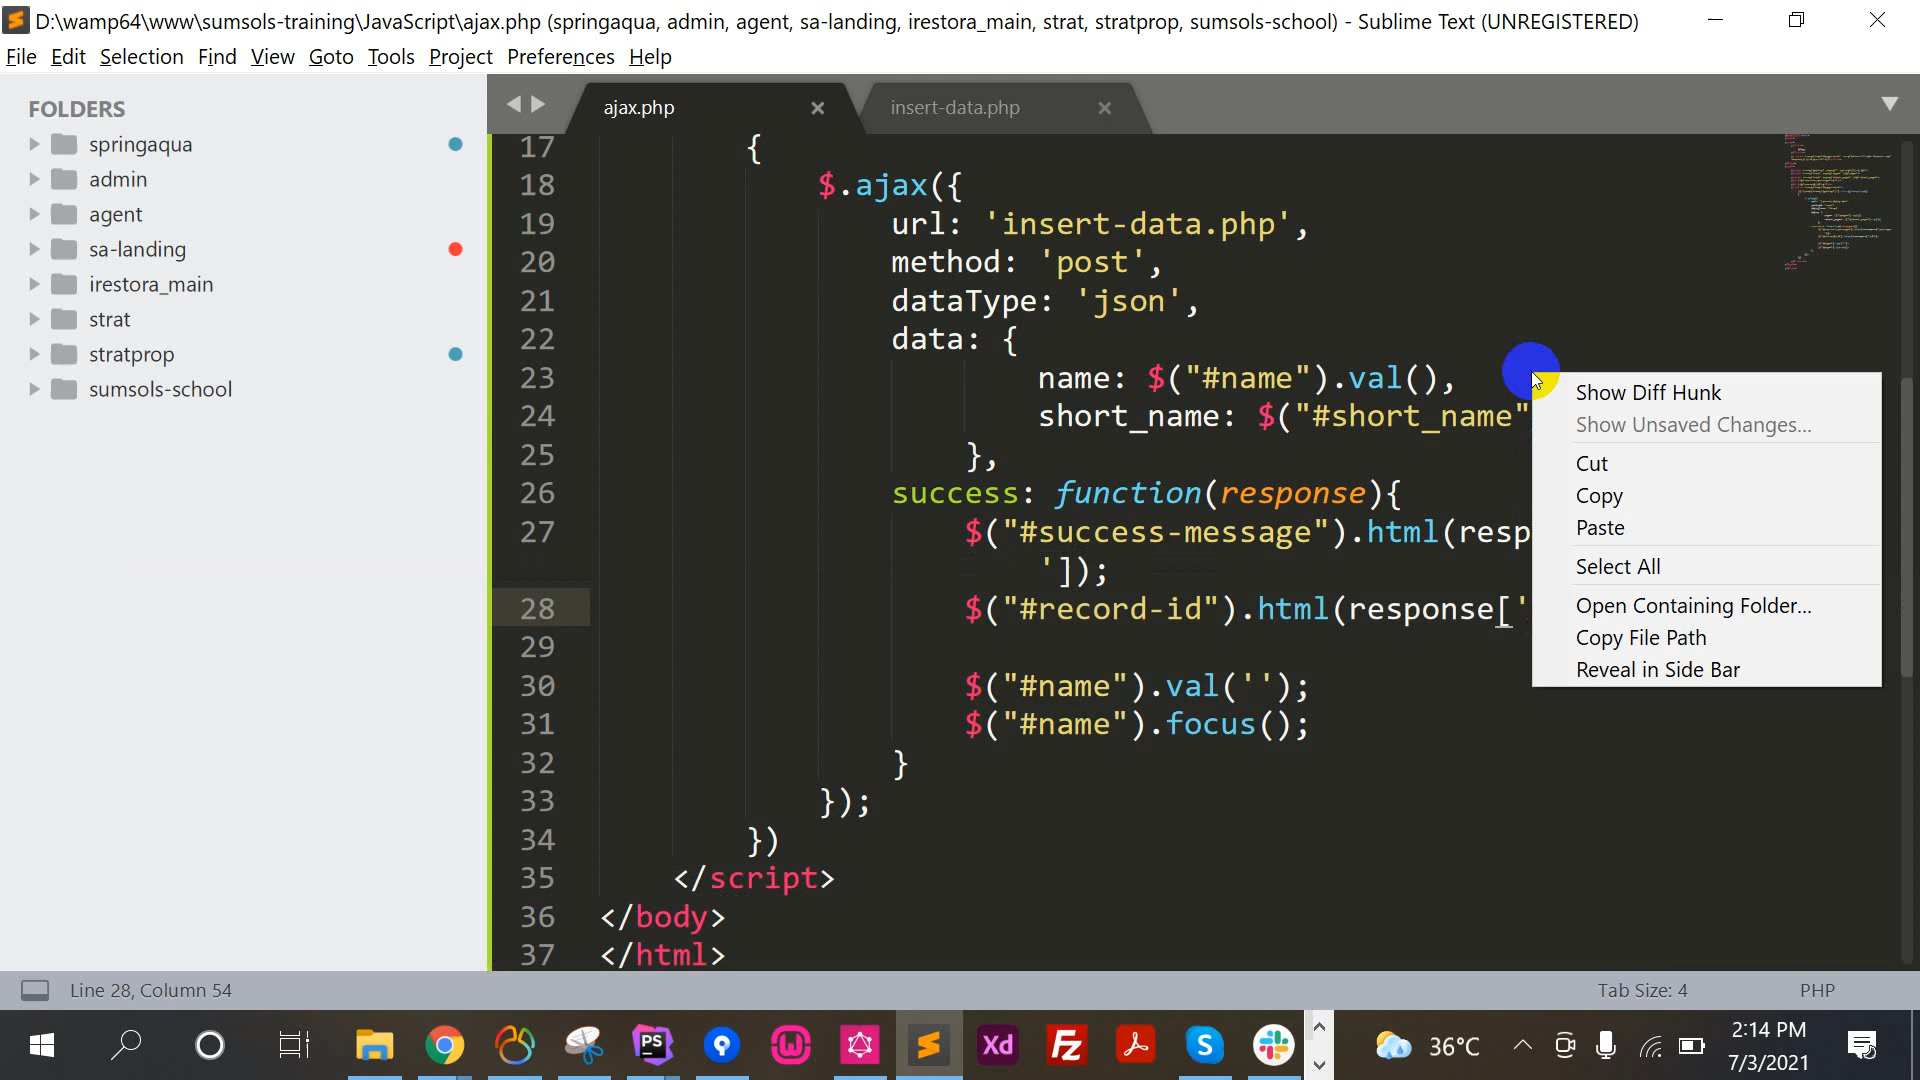 D:\wamp64\www\sumsols-training\JavaScript\ajax.php (springaqua, admin, agent, sa-landing, irestora_main, strat, stratprop, sumsols-school) - Sublime Text (UNREGISTERED)
File Edit Selection Find View Goto Tools Project Preferences Help
FOLDERS
springaqua
admin
agent
sa-landing
irestora_main
strat
stratprop
sumsols-school
ajax.php
insert-data.php
17 {
18 $.ajax({
19 url: 'insert-data.php',
20 method: 'post',
21 dataType: 'json',
22 data: {
23 name: $("#name").val(),
24 short_name: $("#short_name"
25 },
26 success: function(response){
27 $("#success-message").html(resp
']);
28 $("#record-id").html(response['
29
30 $("#name").val('');
31 $("#name").focus();
32 }
33 });
34 })
35 </script>
36 </body>
37 </html>
Show Diff Hunk
Show Unsaved Changes...
Cut
Copy
Paste
Select All
Open Containing Folder...
Copy File Path
Reveal in Side Bar
Line 28, Column 54
Tab Size: 4
PHP
PS
Xd
Fz
S
36°C
2:14 PM
7/3/2021